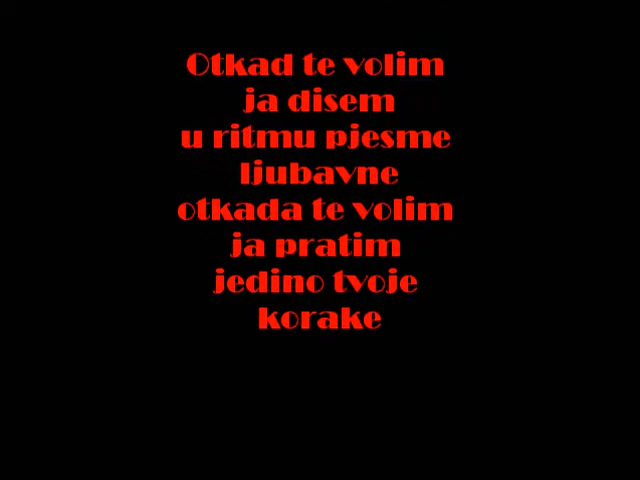 Otkad te volim
ja disem
u ritmu pjesme
ljubavne
otkada te volim
ja pratim
jedino tvoje
korake